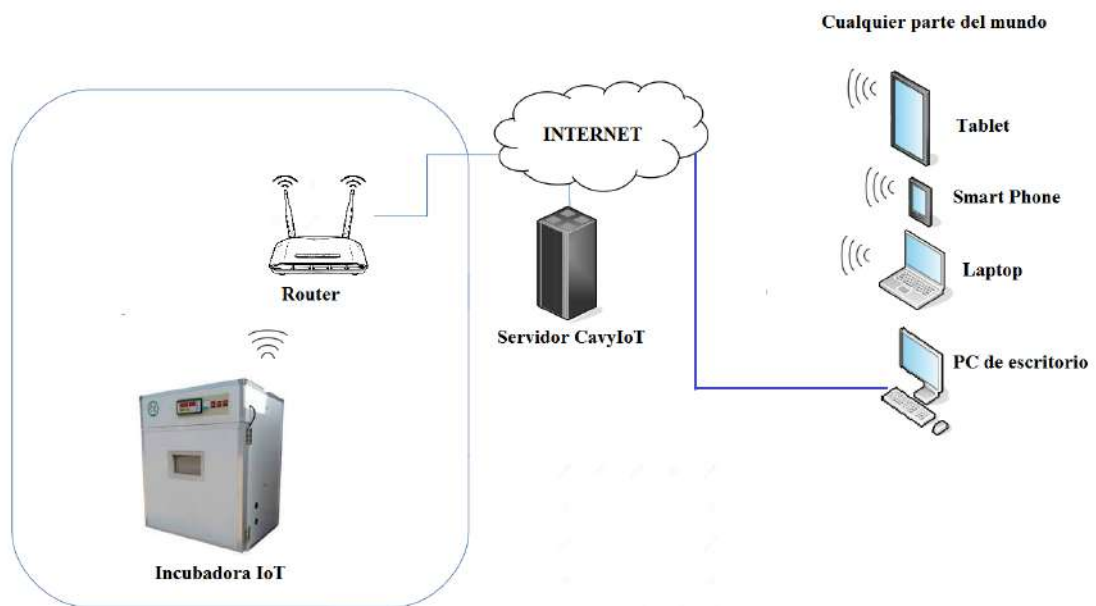 Cualquier parte del mundo
INTERNET
Tablet
Smart Phone
Laptop
Router
Servidor CavyIoT
PC de escritorio
Incubadora IoT